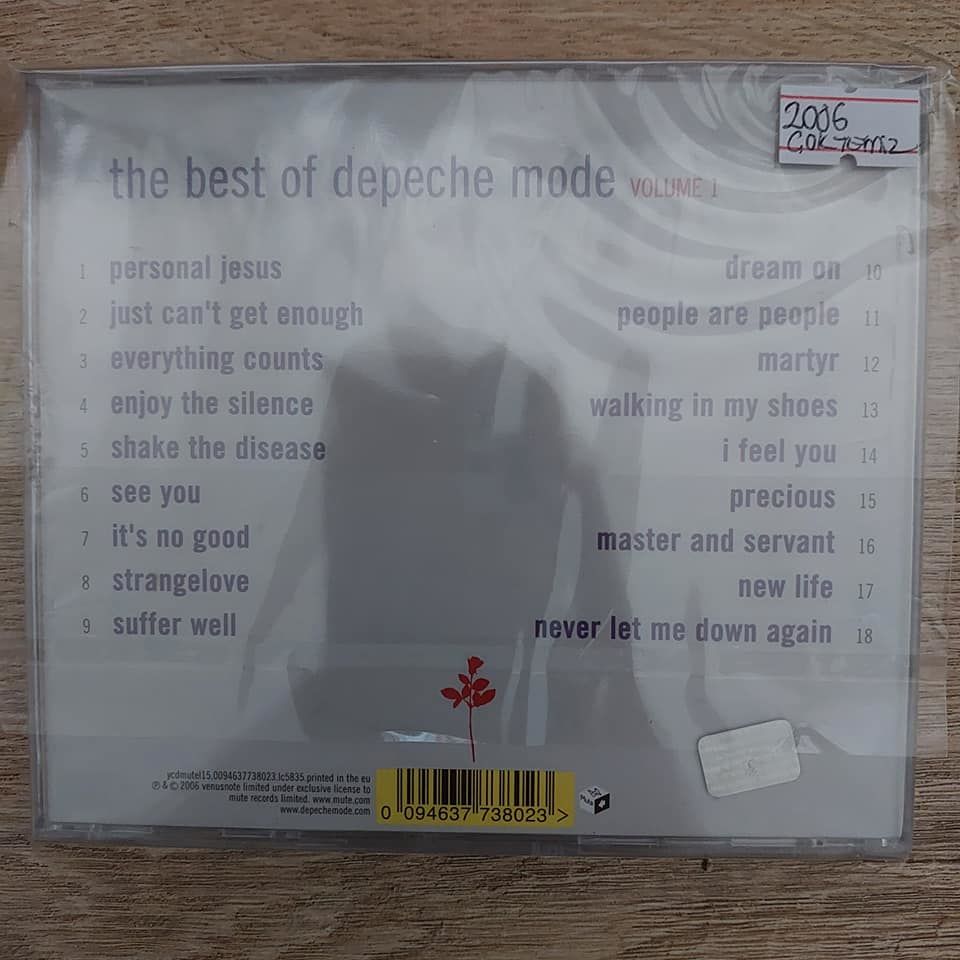 2006
ÇOK TEMİZ
the best of depeche mode VOLUME 1
1 personal jesus
2 just can't get enough
3 everything counts
4 enjoy the silence
5 shake the disease
6 see you
7 it's no good
8 strangelove
9 suffer well
dream on 10
people are people 11
martyr 12
walking in my shoes 13
i feel you 14
precious 15
master and servant 16
new life 17
never let me down again 18
ycdmutel15.0094637738023.lc5835.printed in the eu
℗ & © 2006 venusnote limited under exclusive license to
mute records limited. www.mute.com
www.depechemode.com
0 094637 738023 >
Mute